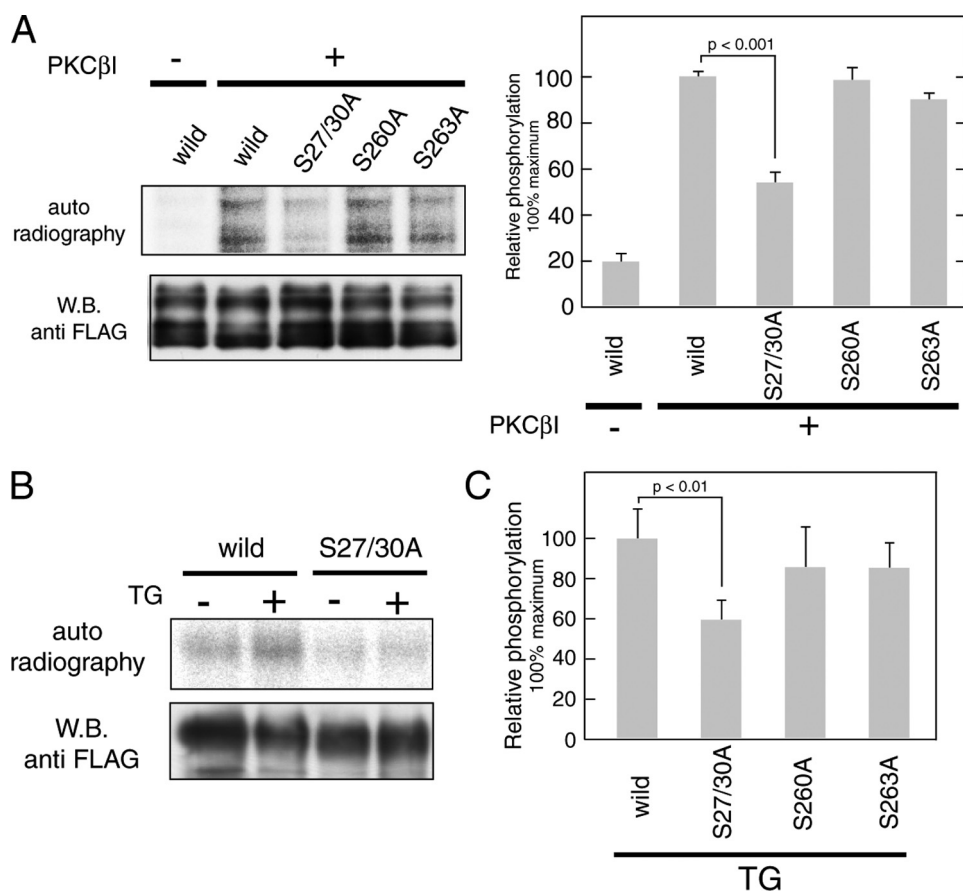 A
PKCβI
-
+
wild
wild
S27/30A
S260A
S263A
auto
radiography
W.B.
anti FLAG
Relative phosphorylation
100% maximum
100
80
60
40
20
0
p < 0.001
wild
wild
S27/30A
S260A
S263A
PKCβI
-
+
B
wild
S27/30A
TG
-
+
-
+
auto
radiography
W.B.
anti FLAG
C
Relative phosphorylation
100% maximum
100
80
60
40
20
0
p < 0.01
wild
S27/30A
S260A
S263A
TG